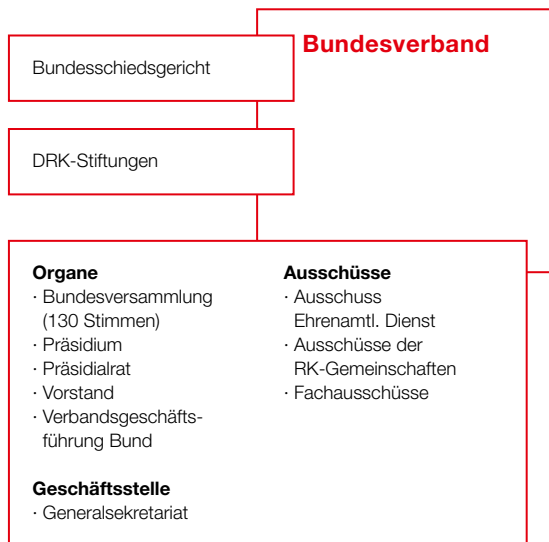 Bundesverband
Bundesschiedsgericht
DRK-Stiftungen
Organe
· Bundesversammlung
(130 Stimmen)
· Präsidium
· Präsidialrat
· Vorstand
· Verbandsgeschäfts-
führung Bund
Geschäftsstelle
· Generalsekretariat
Ausschüsse
· Ausschuss
Ehrenamtl. Dienst
· Ausschüsse der
RK-Gemeinschaften
· Fachausschüsse